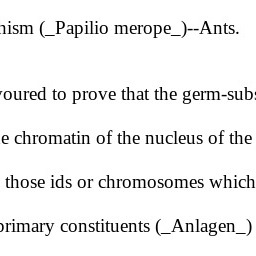 nism (_Papilio merope_)--Ants.
voured to prove that the germ-subs
e chromatin of the nucleus of the
those ids or chromosomes which
primary constituents (_Anlagen_)